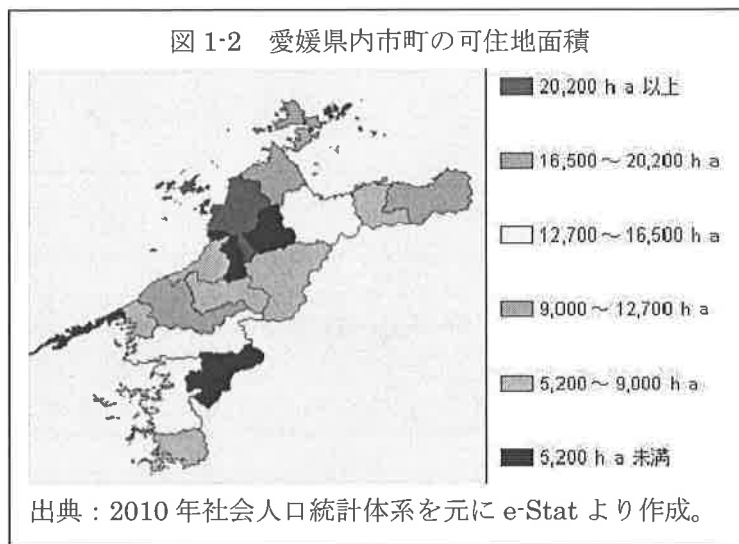 図 1-2　愛媛県内市町の可住地面積
20,200 h a 以上
16,500～20,200 h a
12,700～16,500 h a
9,000～12,700 h a
5,200～9,000 h a
5,200 h a 未満
出典：2010 年社会人口統計体系を元に e-Stat より作成。